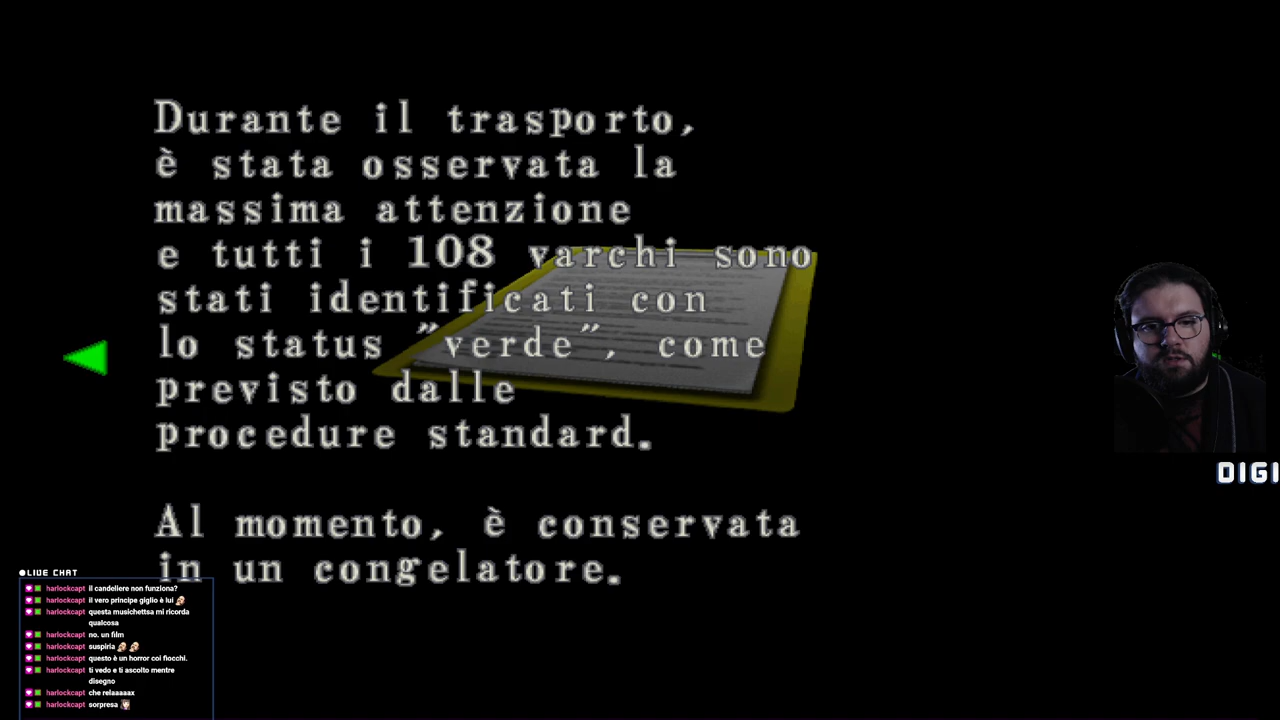 Durante il trasporto,
è stata osservata la
massima attenzione
e tutti i 108 varchi sono
stati identificati con
lo status "verde", come
previsto dalle
procedure standard.
Al momento, è conservata
in un congelatore.
DIGI
LIVE CHAT
harlockcapt il candeliere non funziona?
harlockcapt il vero principe giglio è lui
harlockcapt questa musichettsa mi ricorda
qualcosa
harlockcapt no. un film
harlockcapt suspiria
harlockcapt questo è un horror coi fiocchi.
harlockcapt ti vedo e ti ascolto mentre
disegno
harlockcapt che relaaaaax
harlockcapt sorpresa